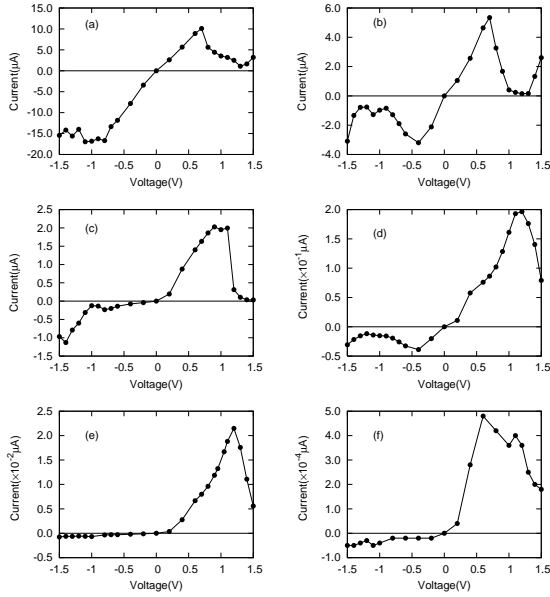 (a)
Current(μA)
15.0
10.0
5.0
0.0
-5.0
-10.0
-15.0
-20.0
-1.5 -1 -0.5 0 0.5 1 1.5
Voltage(V)
(b)
Current(μA)
6.0
4.0
2.0
0.0
-2.0
-4.0
-1.5 -1 -0.5 0 0.5 1 1.5
Voltage(V)
(c)
Current(μA)
2.5
2.0
1.5
1.0
0.5
0.0
-0.5
-1.0
-1.5
-1.5 -1 -0.5 0 0.5 1 1.5
Voltage(V)
(d)
Current(×10⁻¹μA)
2.0
1.5
1.0
0.5
0.0
-0.5
-1.5 -1 -0.5 0 0.5 1 1.5
Voltage(V)
(e)
Current(×10⁻²μA)
2.5
2.0
1.5
1.0
0.5
0.0
-0.5
-1.5 -1 -0.5 0 0.5 1 1.5
Voltage(V)
(f)
Current(×10⁻⁴μA)
5.0
4.0
3.0
2.0
1.0
0.0
-1.0
-1.5 -1 -0.5 0 0.5 1 1.5
Voltage(V)